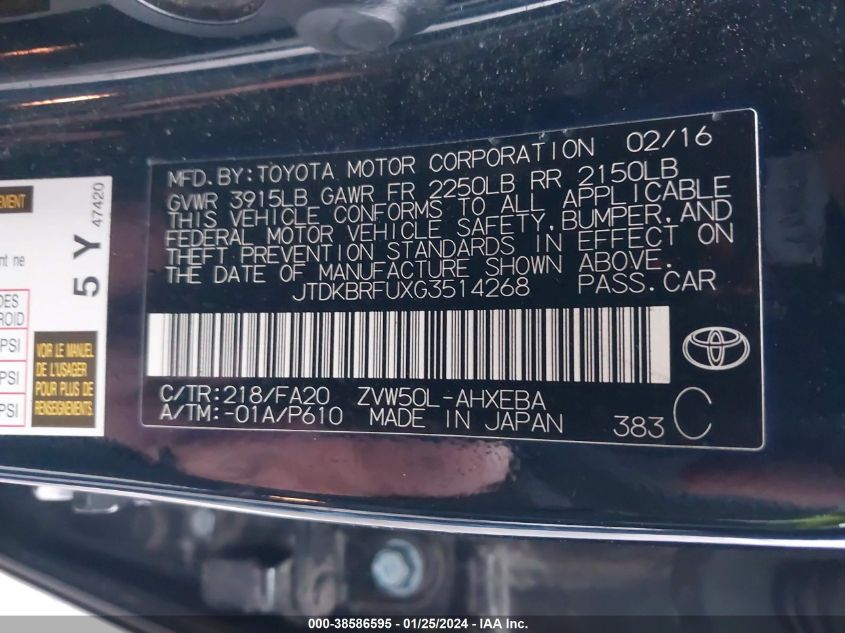 MFD. BY: TOYOTA MOTOR CORPORATION 02/16
GVWR 3915LB GAWR FR 2250LB RR 2150LB
THIS VEHICLE CONFORMS TO ALL APPLICABLE
FEDERAL MOTOR VEHICLE SAFETY, BUMPER, AND
THEFT PREVENTION STANDARDS IN EFFECT ON
THE DATE OF MANUFACTURE SHOWN ABOVE.
JTDKBRFUXG3514268 PASS.CAR
C/TR:218/FA20 ZVW50L-AHXEBA
A/TM:-01A/P610 MADE IN JAPAN 383 C
EMENT
5 Y 47420
nt ne
DES
ROID
PSI
PSI
PSI
VOIR LE MANUEL
DE L'USAGER
POUR PLUS DE
RENSEIGNEMENTS
000-38586595 - 01/25/2024 - IAA Inc.